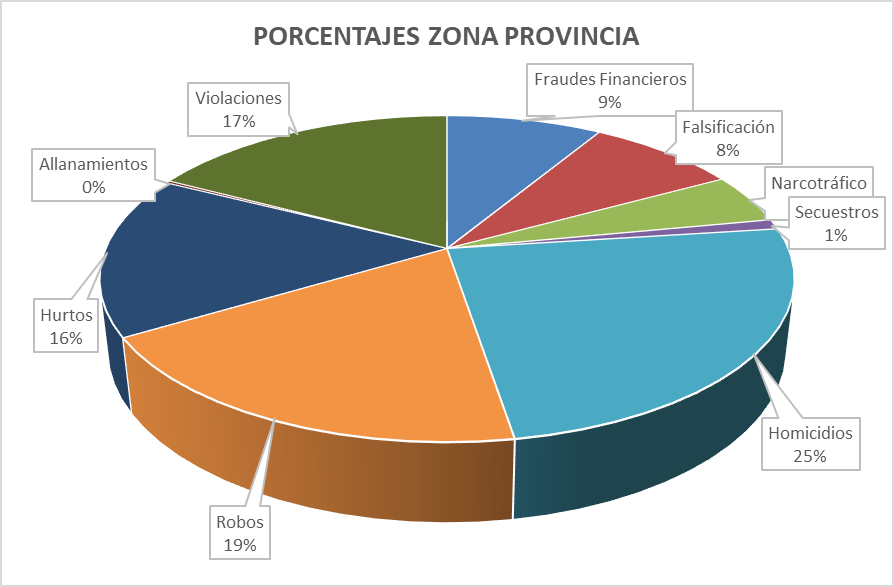 PORCENTAJES ZONA PROVINCIA
Fraudes Financieros
9%
Falsificación
8%
Narcotráfico
Secuestros
1%
Homicidios
25%
Robos
19%
Hurtos
16%
Allanamientos
0%
Violaciones
17%